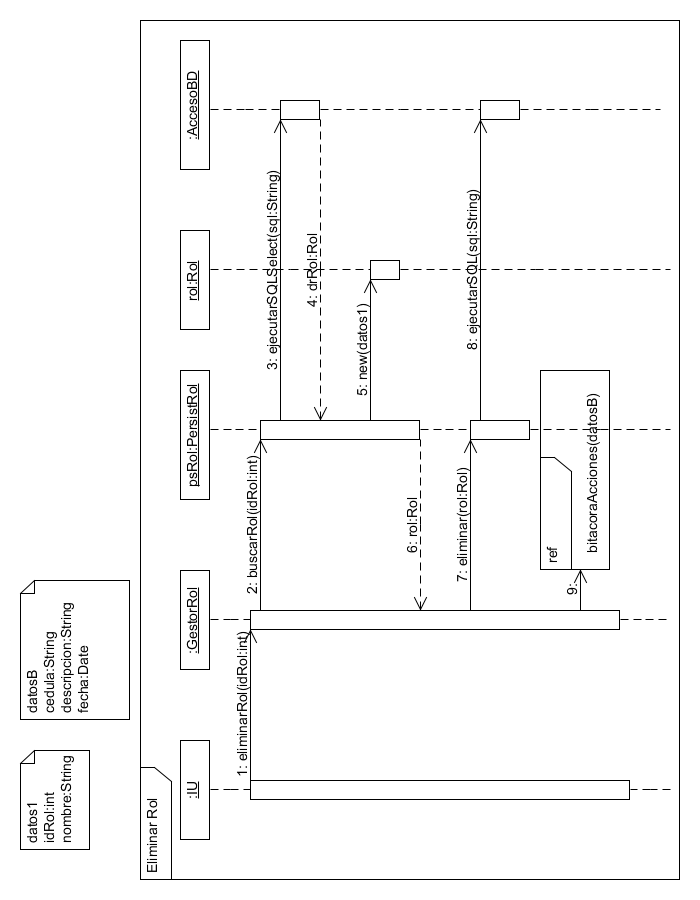 datos1
idRol:int
nombre:String
datosB
cedula:String
descripcion:String
fecha:Date
Eliminar Rol
:IU
:GestorRol
psRol:PersistRol
rol:Rol
:AccesoBD
1: eliminarRol(idRol:int)
2: buscarRol(idRol:int)
3: ejecutarSQLSelect(sql:String)
4: drRol:Rol
5: new(datos1)
6: rol:Rol
7: eliminar(rol:Rol)
8: ejecutarSQL(sql:String)
ref
9:
bitacoraAcciones(datosB)